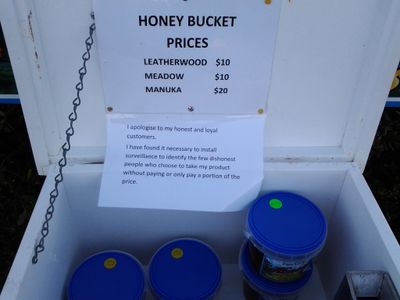 HONEY BUCKET
PRICES
LEATHERWOOD $10
MEADOW $10
MANUKA $20
I apologise to my honest and loyal
customers.
I have found it necessary to install
surveillance to identify the few dishonest
people who choose to take my product
without paying or only pay a portion of the
price.